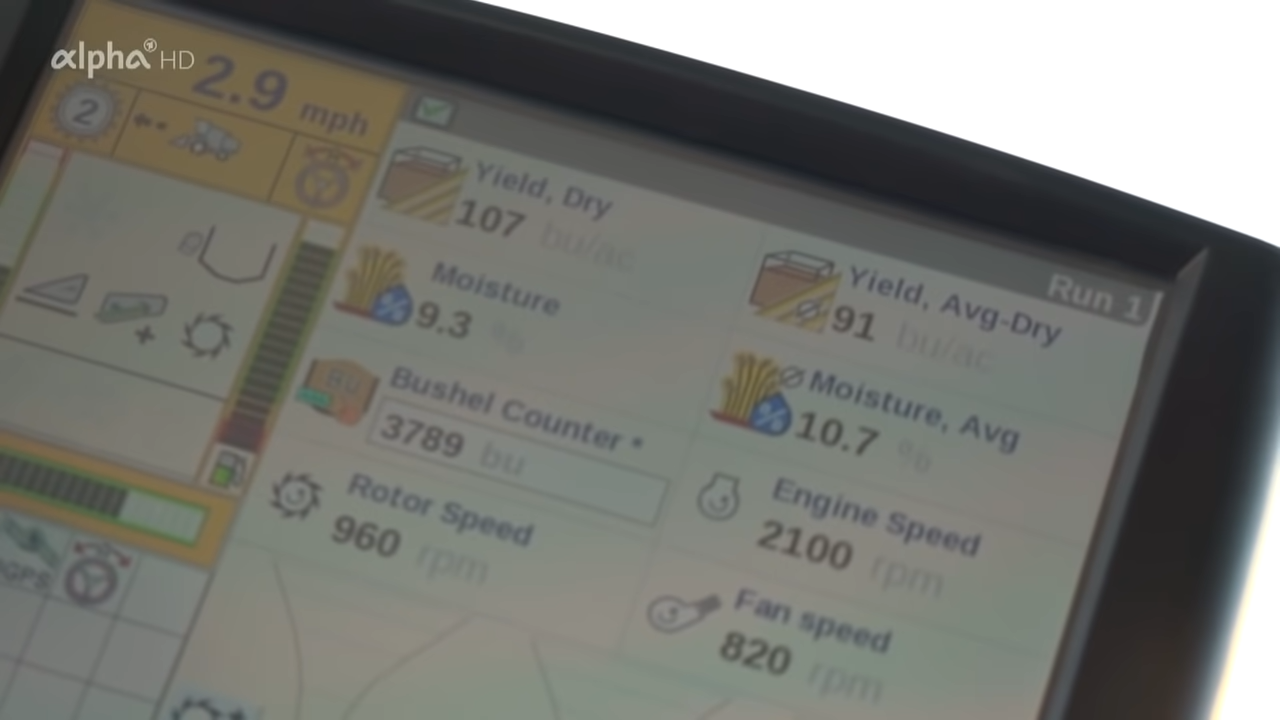 alpha HD
2.9 mph
2
Run 1
Yield, Dry
107 bu/ac
Yield, Avg-Dry
91 bu/ac
Moisture
9.3 %
Moisture, Avg
10.7 %
BU
Bushel Counter *
3789 bu
Engine Speed
2100 rpm
Rotor Speed
960 rpm
Fan speed
820 rpm